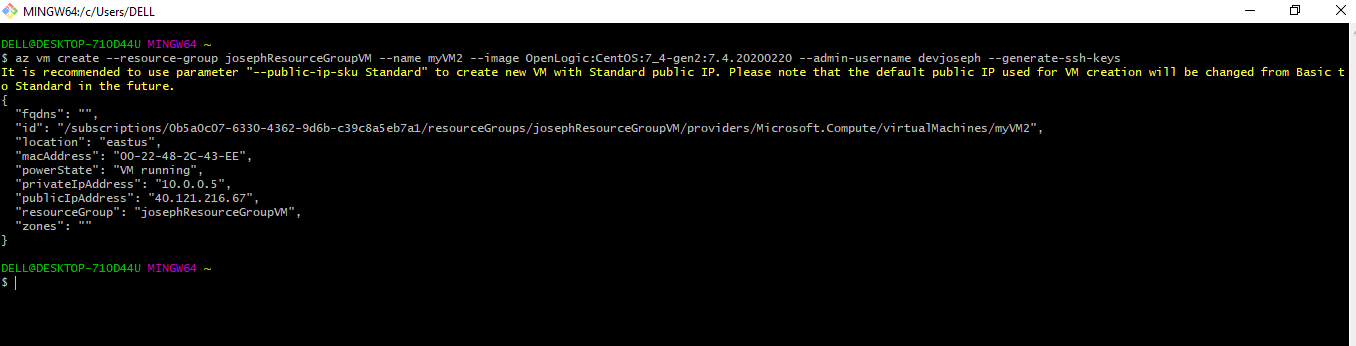 MINGW64:/c/Users/DELL
DELL@DESKTOP-71OD44U MINGW64 ~
$ az vm create --resource-group josephResourceGroupVM --name myVM2 --image OpenLogic:CentOS:7_4-gen2:7.4.20200220 --admin-username devjoseph --generate-ssh-keys
It is recommended to use parameter "--public-ip-sku Standard" to create new VM with Standard public IP. Please note that the default public IP used for VM creation will be changed from Basic t
o Standard in the future.
{
  "fqdns": "",
  "id": "/subscriptions/0b5a0c07-6330-4362-9d6b-c39c8a5eb7a1/resourceGroups/josephResourceGroupVM/providers/Microsoft.Compute/virtualMachines/myVM2",
  "location": "eastus",
  "macAddress": "00-22-48-2C-43-EE",
  "powerState": "VM running",
  "privateIpAddress": "10.0.0.5",
  "publicIpAddress": "40.121.216.67",
  "resourceGroup": "josephResourceGroupVM",
  "zones": ""
}
DELL@DESKTOP-71OD44U MINGW64 ~
$